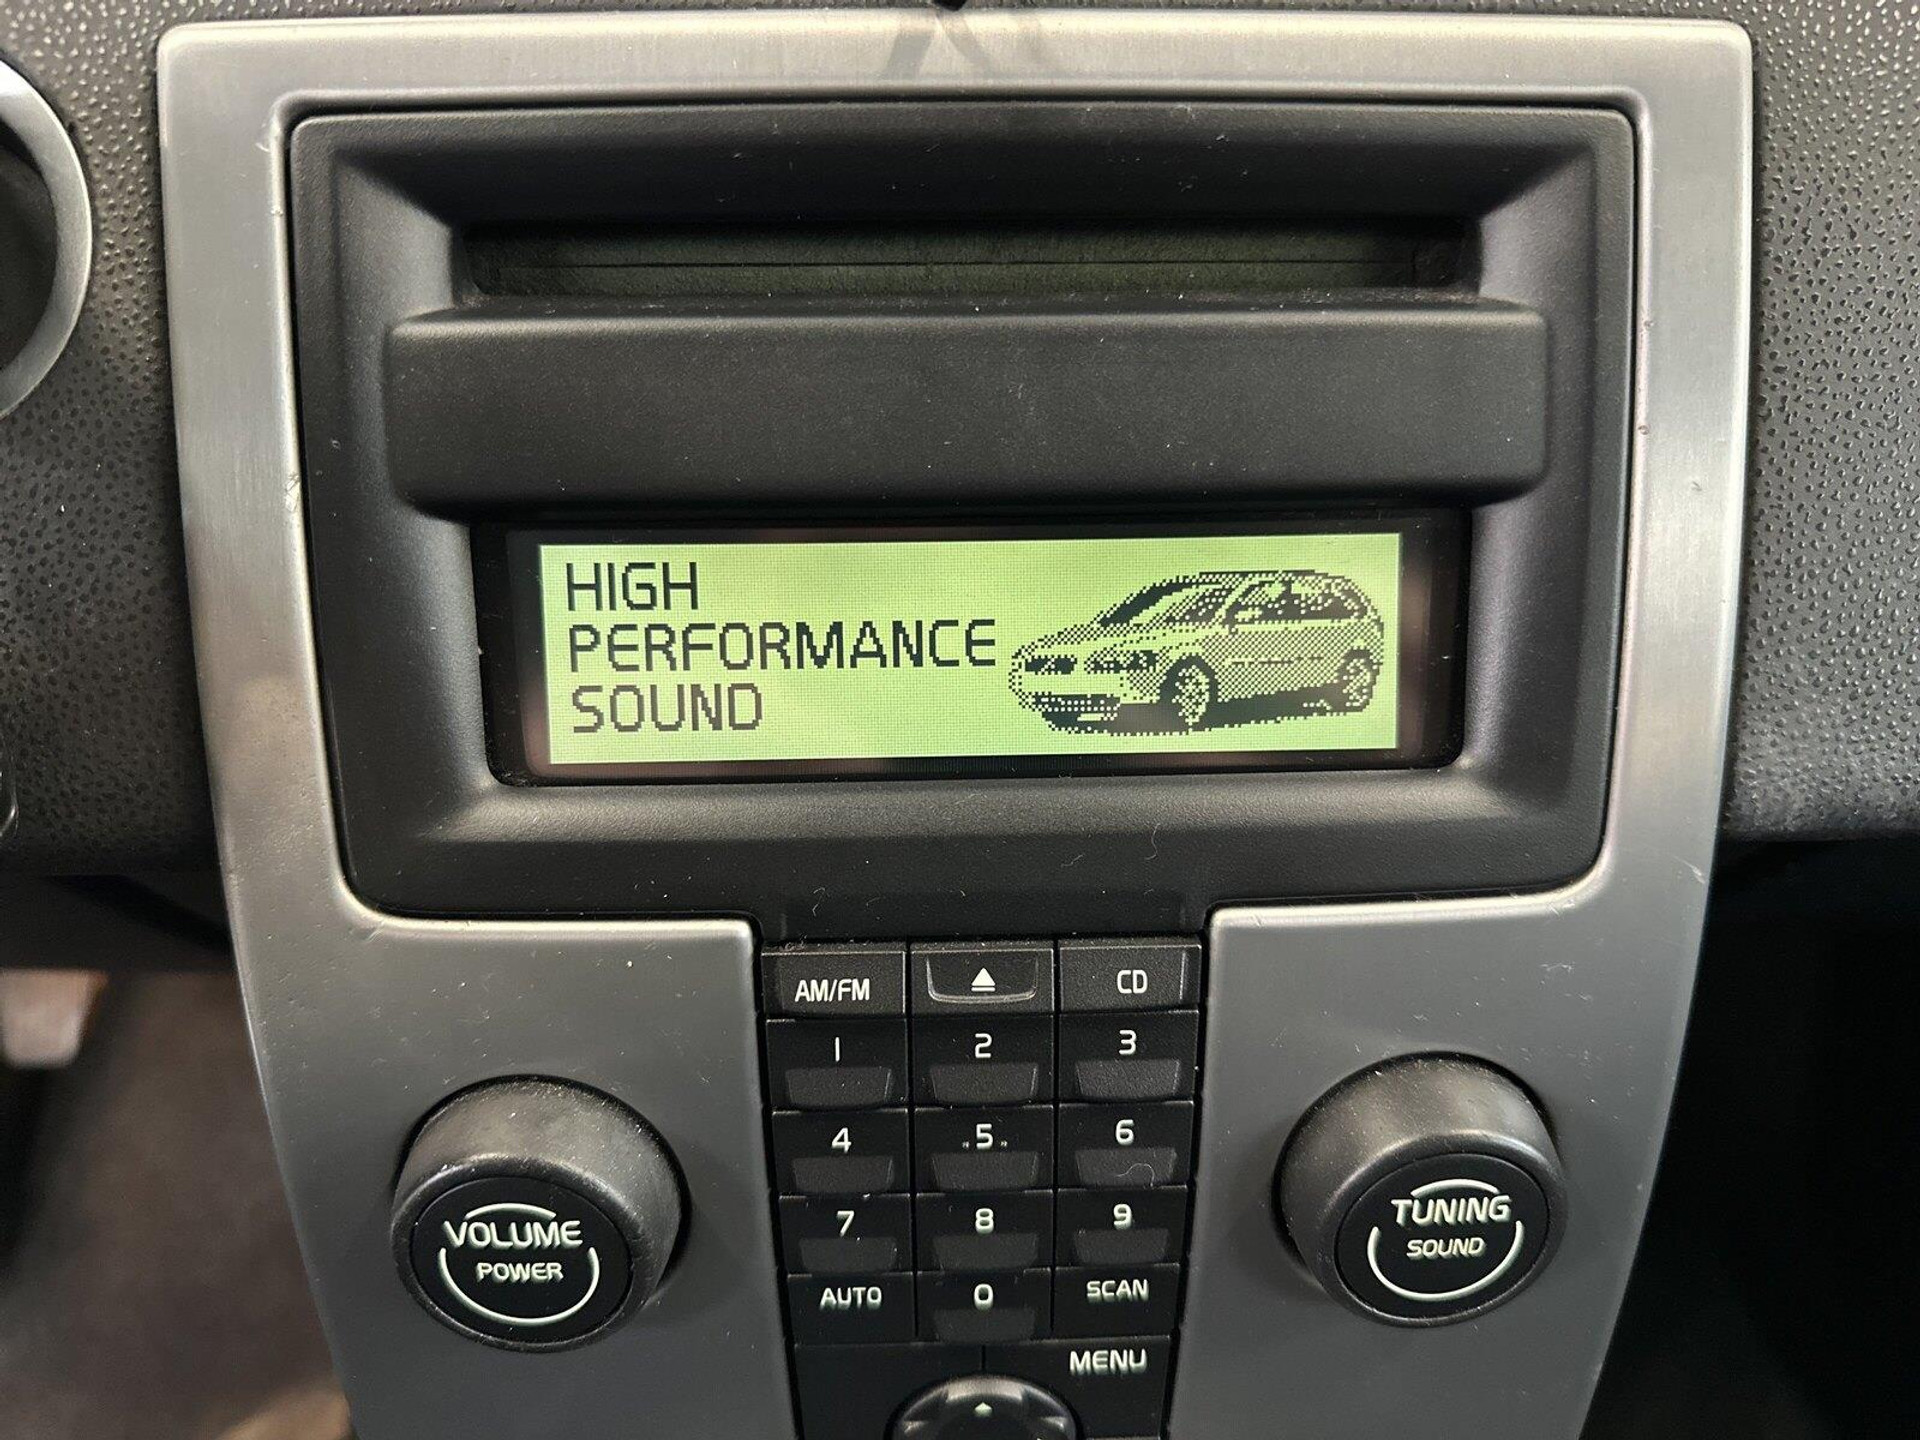 HIGH
PERFORMANCE
SOUND
AM/FM
CD
1
2
3
4
5
6
7
8
9
AUTO
0
SCAN
MENU
VOLUME
POWER
TUNING
SOUND